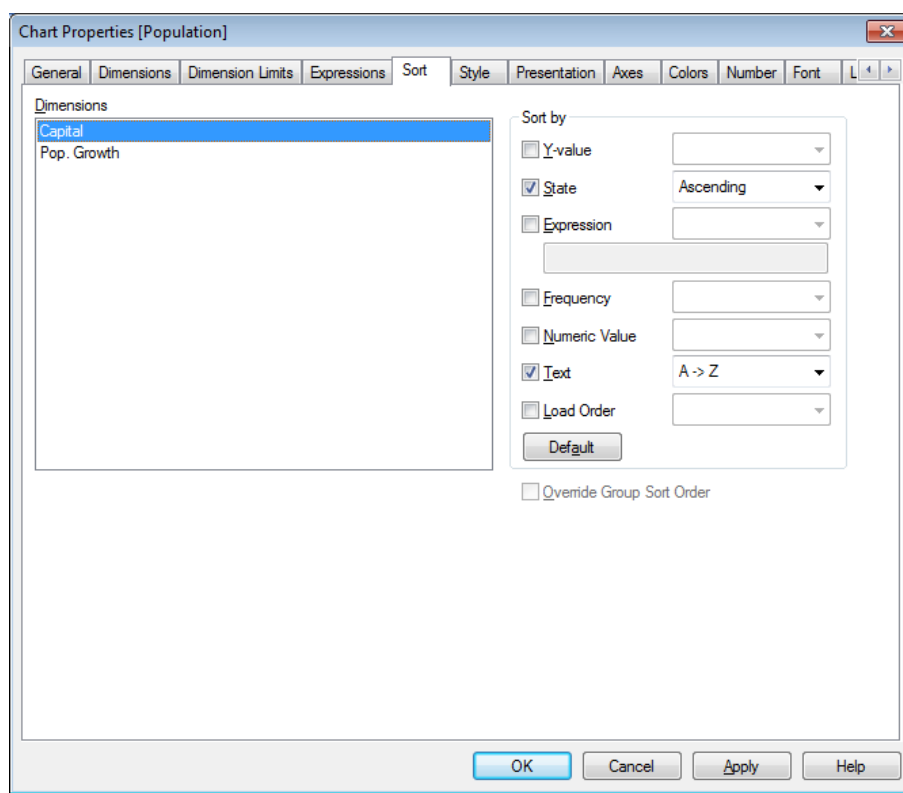 Chart Properties [Population]
General Dimensions Dimension Limits Expressions Sort Style Presentation Axes Colors Number Font L
Dimensions
Capital
Pop. Growth
Sort by
Y-value
State Ascending
Expression
Frequency
Numeric Value
Text A -> Z
Load Order
Default
Override Group Sort Order
OK Cancel Apply Help